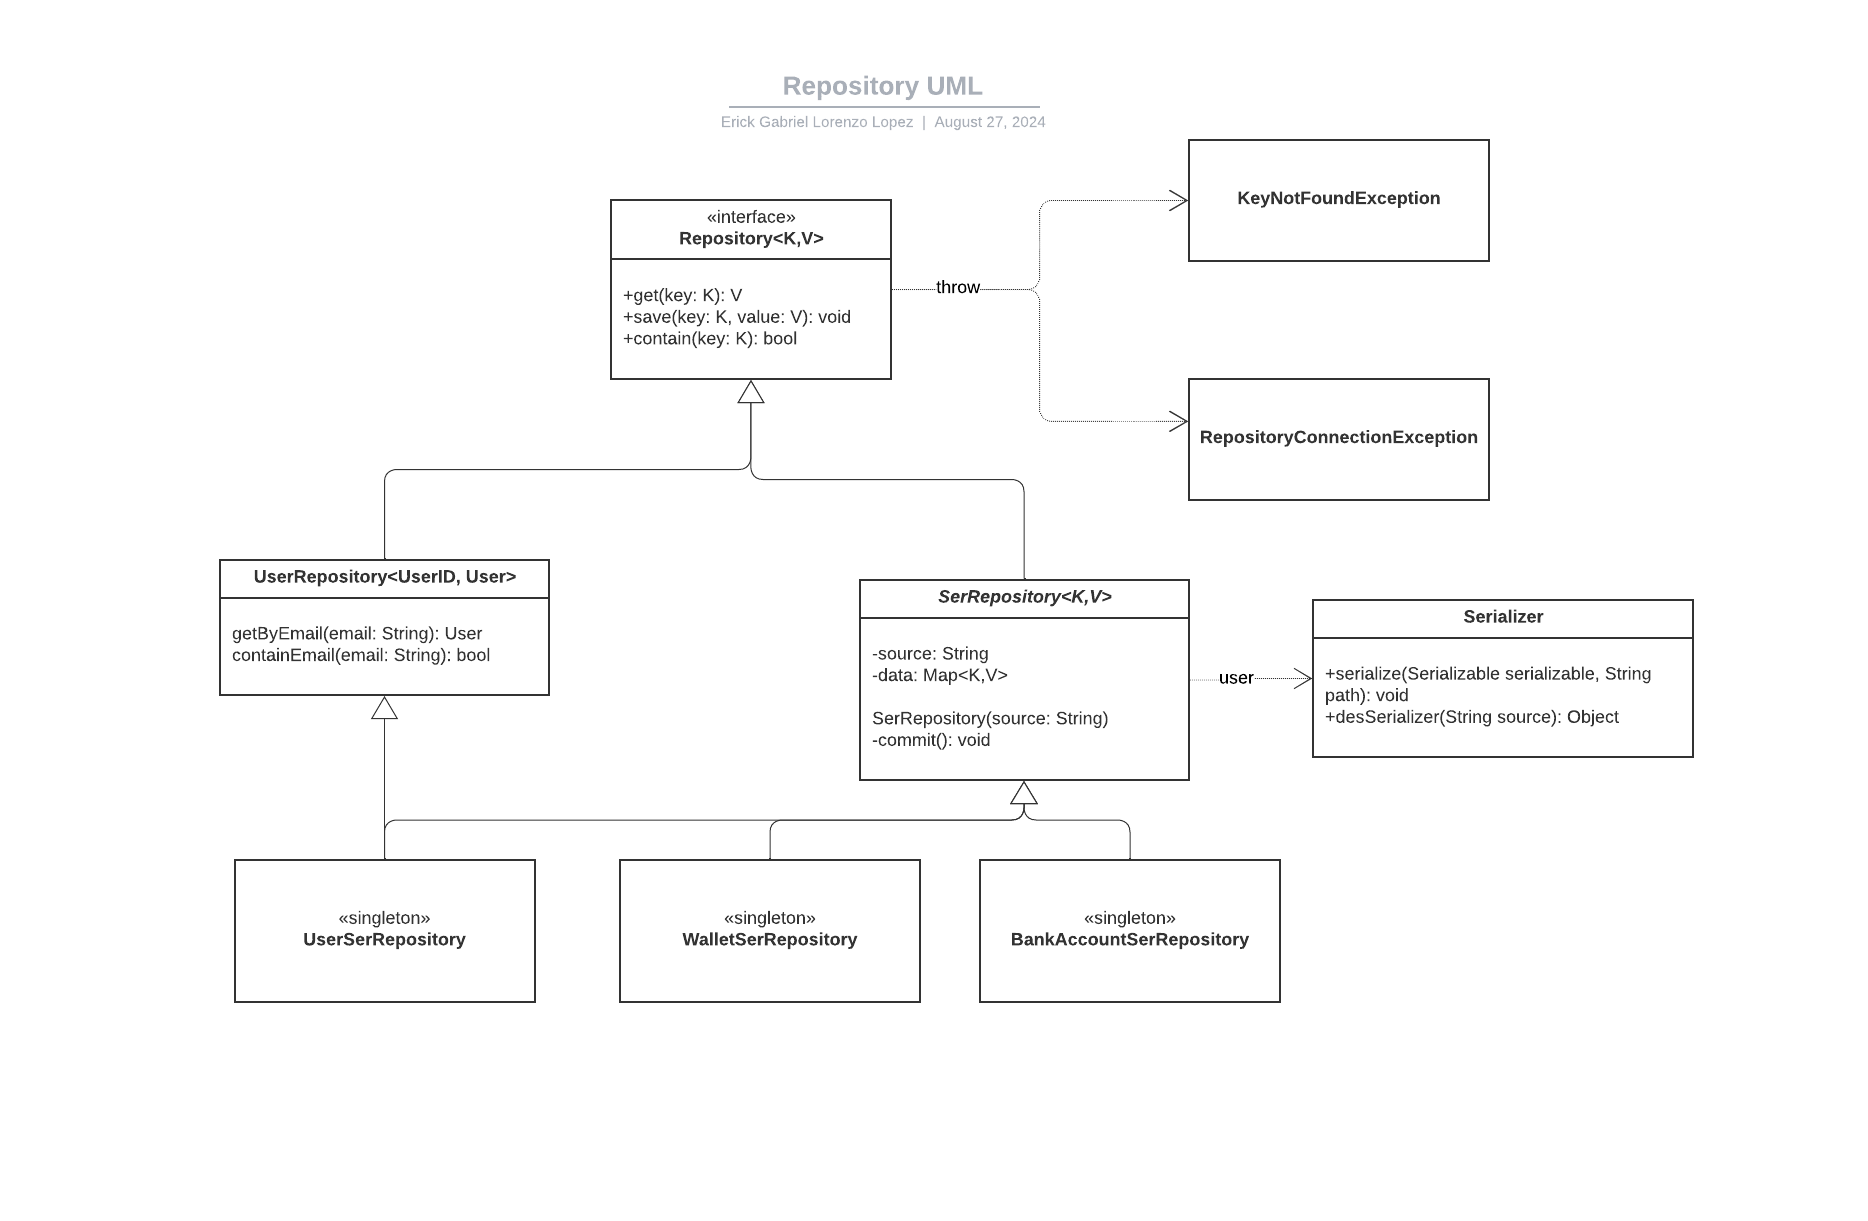 Repository UML
Erick Gabriel Lorenzo Lopez | August 27, 2024
KeyNotFoundException
«interface»
Repository<K,V>
+get(key: K): V
+save(key: K, value: V): void
+contain(key: K): bool
throw
RepositoryConnectionException
UserRepository<UserID, User>
getByEmail(email: String): User
containEmail(email: String): bool
SerRepository<K,V>
-source: String
-data: Map<K,V>
SerRepository(source: String)
-commit(): void
user
Serializer
+serialize(Serializable serializable, String
path): void
+desSerializer(String source): Object
«singleton»
UserSerRepository
«singleton»
WalletSerRepository
«singleton»
BankAccountSerRepository